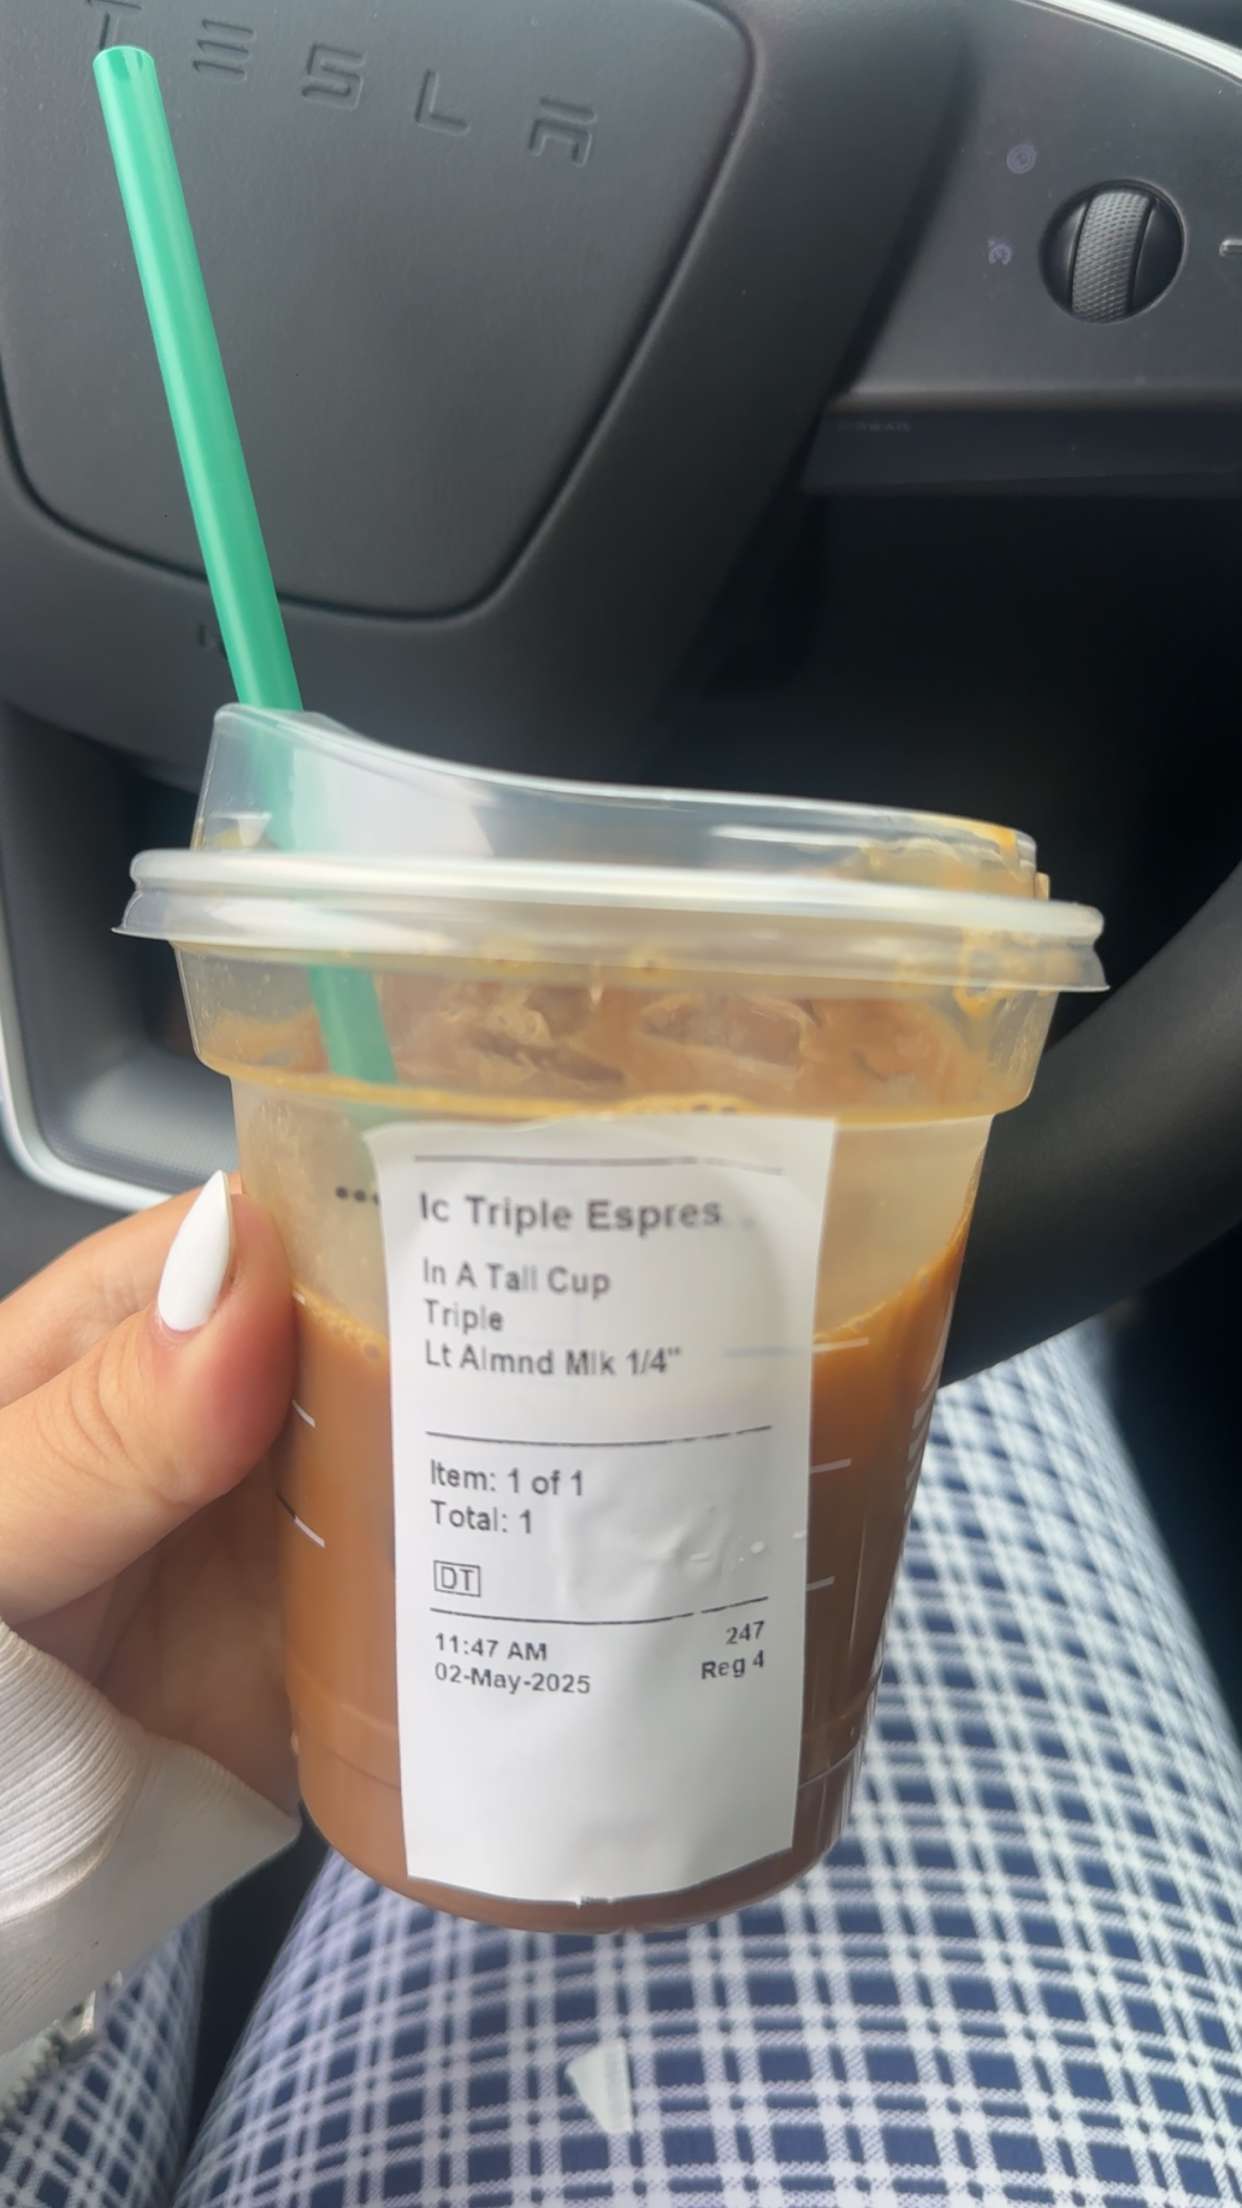 TESLA
Ic Triple Espres
In A Tall Cup
Triple
Lt Almnd Mlk 1/4"
Item: 1 of 1
Total: 1
DT
11:47 AM 247
02-May-2025 Reg 4